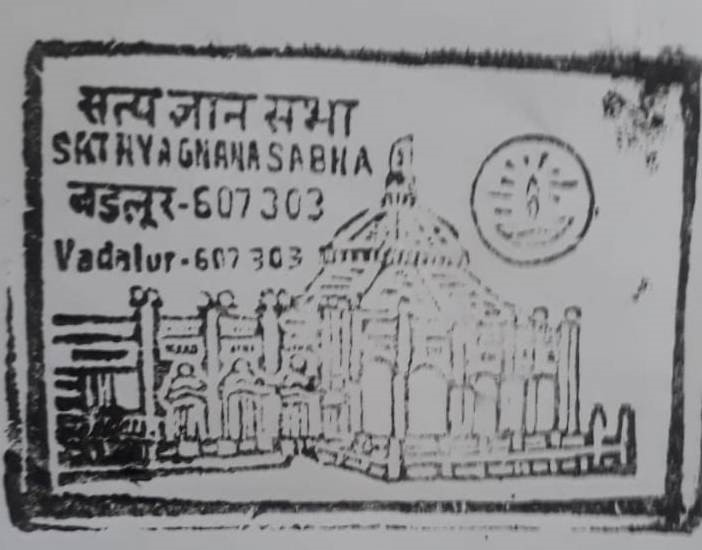 सत्य ज्ञान सभा
SATHYAGNANASABHA
बडलूर-607303
Vadalur-607303